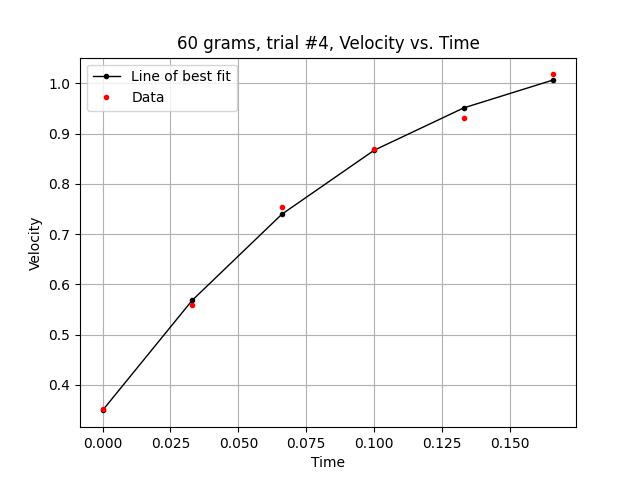 60 grams, trial #4, Velocity vs. Time
Line of best fit
Data
1.0
0.9
0.8
0.7
0.6
0.5
0.4
Velocity
0.000 0.025 0.050 0.075 0.100 0.125 0.150
Time